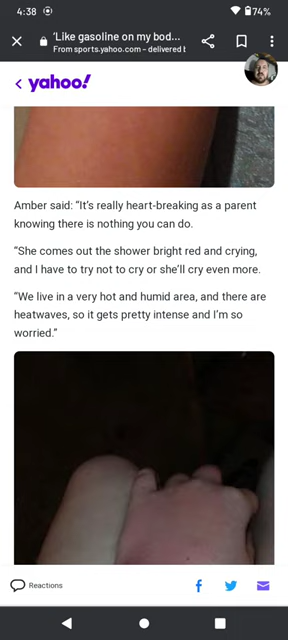 4:38
74%
'Like gasoline on my bod...
From sports.yahoo.com – delivered
yahoo!
Amber said: “It’s really heart-breaking as a parent
knowing there is nothing you can do.
“She comes out the shower bright red and crying,
and I have to try not to cry or she’ll cry even more.
“We live in a very hot and humid area, and there are
heatwaves, so it gets pretty intense and I’m so
worried.”
Reactions